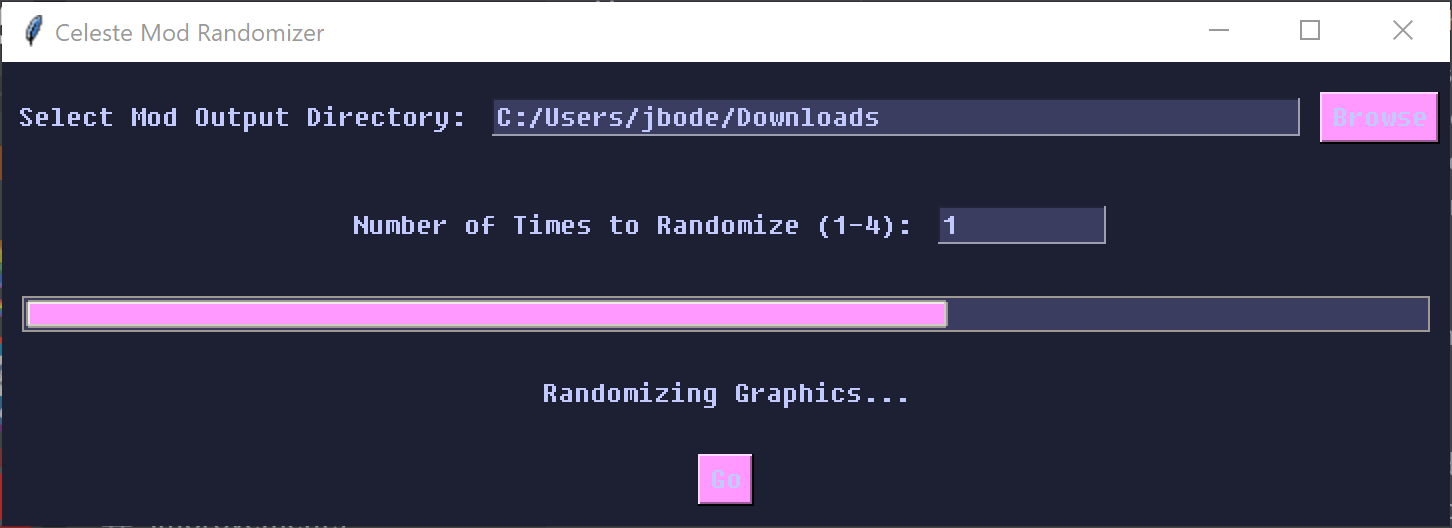 Celeste Mod Randomizer
Select Mod Output Directory: C:/Users/jbode/Downloads Browse
Number of Times to Randomize (1-4): 1
Randomizing Graphics...
Go